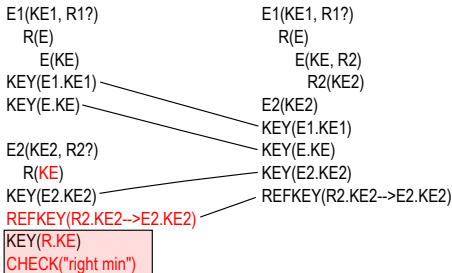 E1(KE1, R1?)
R(E)
E(KE)
KEY(E1.KE1)
KEY(E.KE)
E2(KE2, R2?)
R(KE)
KEY(E2.KE2)
REFKEY(R2.KE2-->E2.KE2)
KEY(R.KE)
CHECK("right min")
E1(KE1, R1?)
R(E)
E(KE, R2)
R2(KE2)
E2(KE2)
KEY(E1.KE1)
KEY(E.KE)
KEY(E2.KE2)
REFKEY(R2.KE2-->E2.KE2)